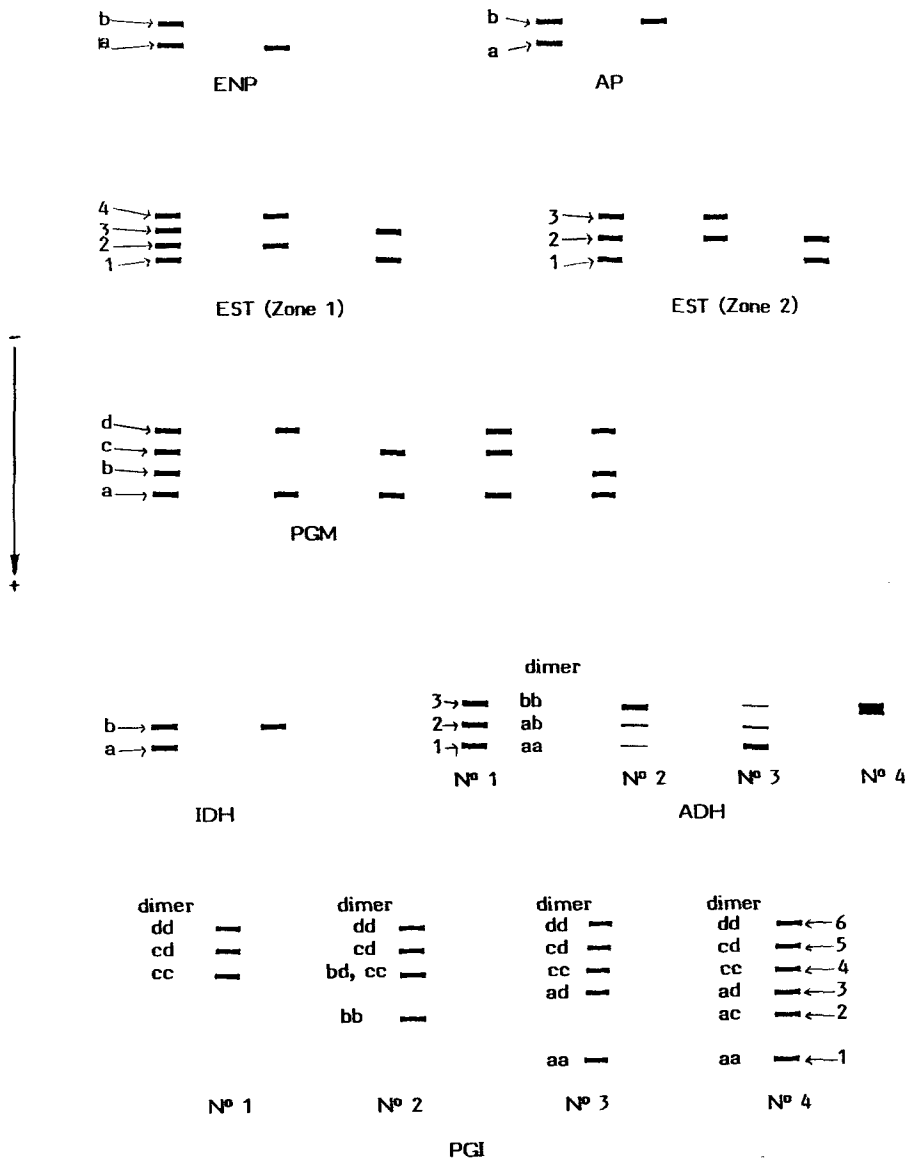 b
a
ENP
b
a
AP
4
3
2
1
EST (Zone 1)
3
2
1
EST (Zone 2)
-
+
d
c
b
a
PGM
b
a
IDH
dimer
3 bb
2 ab
1 aa
Nº 1 Nº 2 Nº 3 Nº 4
ADH
dimer
dd
cd
cc
Nº 1
dimer
dd
cd
bd, cc
bb
Nº 2
dimer
dd
cd
cc
ad
aa
Nº 3
dimer
dd 6
cd 5
cc 4
ad 3
ac 2
aa 1
Nº 4
PGI